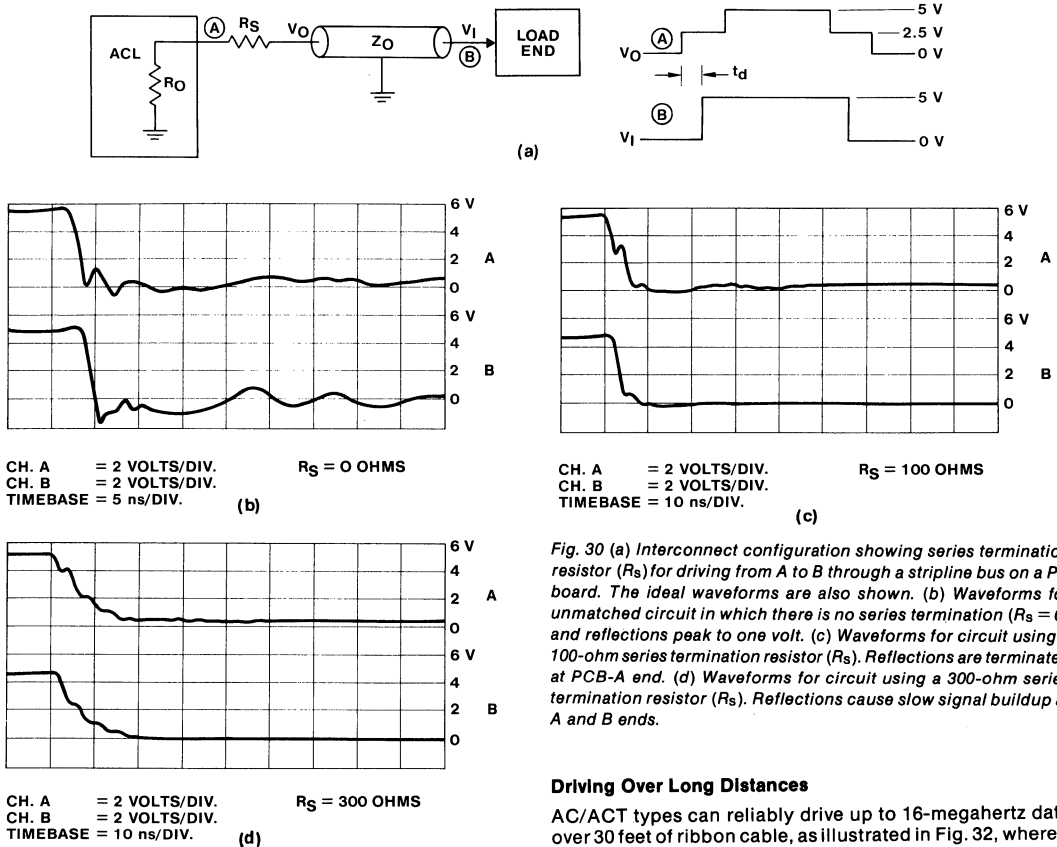 ACL
RO
A
RS
VO
ZO
VI
B
LOAD
END
VO
A
5 V
2.5 V
0 V
td
VI
B
5 V
0 V
(a)
6 V
4
2
0
A
6 V
4
2
0
B
CH. A = 2 VOLTS/DIV.
CH. B = 2 VOLTS/DIV.
TIMEBASE = 5 ns/DIV.
RS = 0 OHMS
(b)
6 V
4
2
0
A
6 V
4
2
0
B
CH. A = 2 VOLTS/DIV.
CH. B = 2 VOLTS/DIV.
TIMEBASE = 10 ns/DIV.
RS = 100 OHMS
(c)
6 V
4
2
0
A
6 V
4
2
0
B
CH. A = 2 VOLTS/DIV.
CH. B = 2 VOLTS/DIV.
TIMEBASE = 10 ns/DIV.
RS = 300 OHMS
(d)
Fig. 30 (a) Interconnect configuration showing series terminatio
resistor (Rs) for driving from A to B through a stripline bus on a P
board. The ideal waveforms are also shown. (b) Waveforms fo
unmatched circuit in which there is no series termination (Rs =
and reflections peak to one volt. (c) Waveforms for circuit using
100-ohm series termination resistor (Rs). Reflections are terminate
at PCB-A end. (d) Waveforms for circuit using a 300-ohm serie
termination resistor (Rs). Reflections cause slow signal buildup
A and B ends.
Driving Over Long Distances
AC/ACT types can reliably drive up to 16-megahertz dat
over 30 feet of ribbon cable, as illustrated in Fig. 32, where